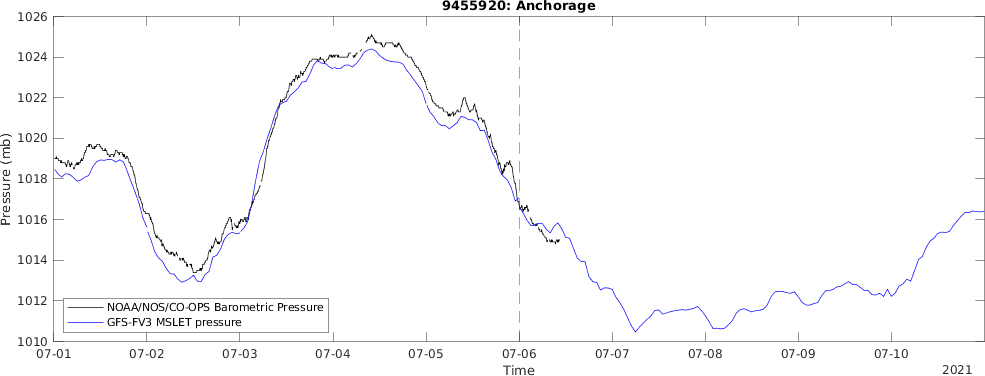 9455920: Anchorage
1026
1024
1022
1020
1018
1016
1014
1012
1010
Pressure (mb)
NOAA/NOS/CO-OPS Barometric Pressure
GFS-FV3 MSLET pressure
07-01 07-02 07-03 07-04 07-05 07-06 07-07 07-08 07-09 07-10
Time
2021